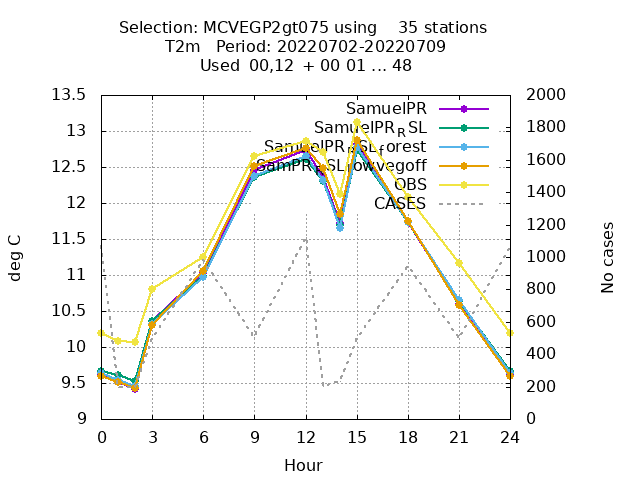 Selection: MCVEGP2gt075 using    35 stations
T2m   Period: 20220702-20220709
Used  00,12  + 00 01 ... 48
13.5
13
12.5
12
11.5
11
10.5
10
9.5
9
2000
1800
1600
1400
1200
1000
800
600
400
200
0
0 3 6 9 12 15 18 21 24
deg C
No cases
Hour
SamuelPR
SamuelPR_RSL
SamuelPR_RSL_forest
OBS
CASES